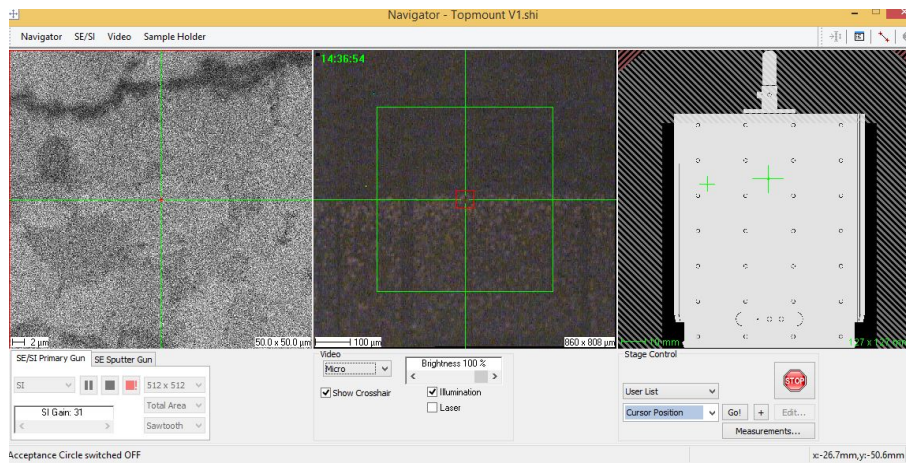 Navigator - Topmount V1.shi
Navigator SE/SI Video Sample Holder
14:36:54
2 µm
50.0 x 50.0 µm
100 µm
860 x 808 µm
10 mm
127 x 127 mm
SE/SI Primary Gun
SE Sputter Gun
SI
512 x 512
Total Area
SI Gain: 31
Sawtooth
Video
Micro
Brightness 100 %
Show Crosshair
Illumination
Laser
Stage Control
STOP
User List
Cursor Position
Go!
+
Edit...
Measurements...
Acceptance Circle switched OFF
x:-26.7mm,y:-50.6mm